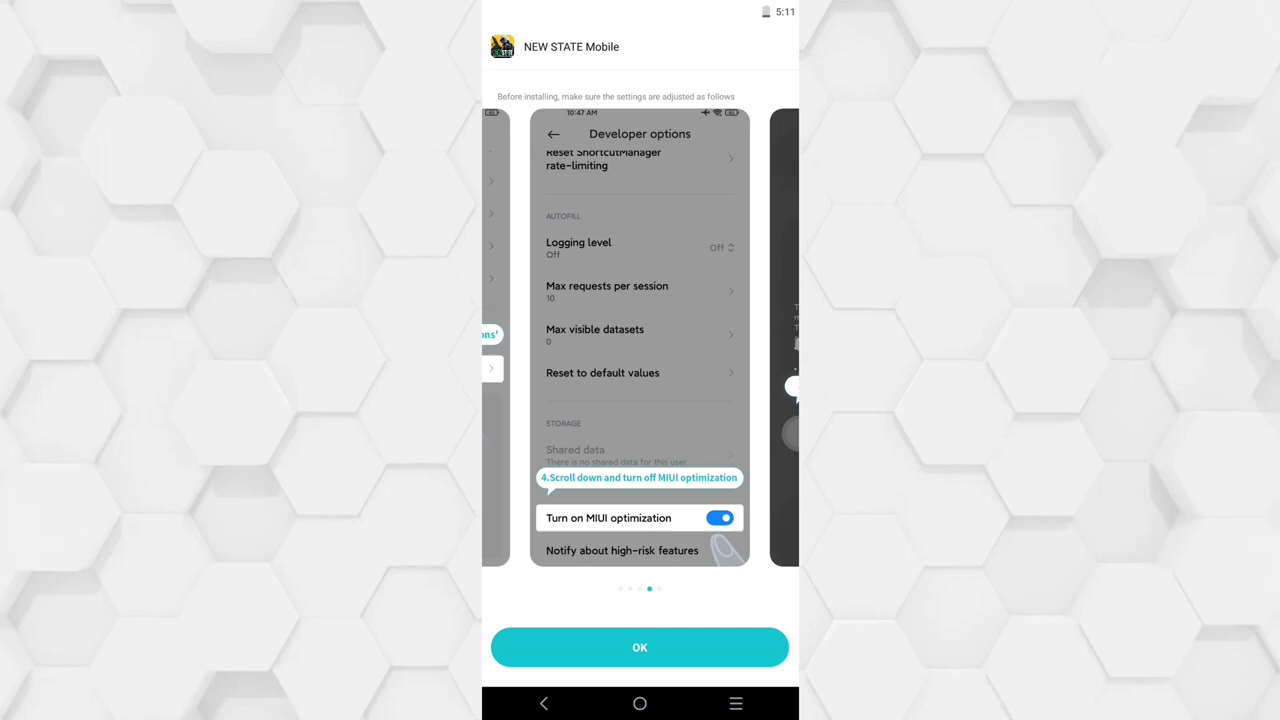 5:11
NEW STATE Mobile
Before installing, make sure the settings are adjusted as follows
10:47 AM
Developer options
Reset ShortcutManager
rate-limiting
AUTOFILL
Logging level
Off
Off
Max requests per session
10
Max visible datasets
0
ons'
Reset to default values
STORAGE
Shared data
There is no shared data for this user.
4.Scroll down and turn off MIUI optimization
Turn on MIUI optimization
Notify about high-risk features
OK